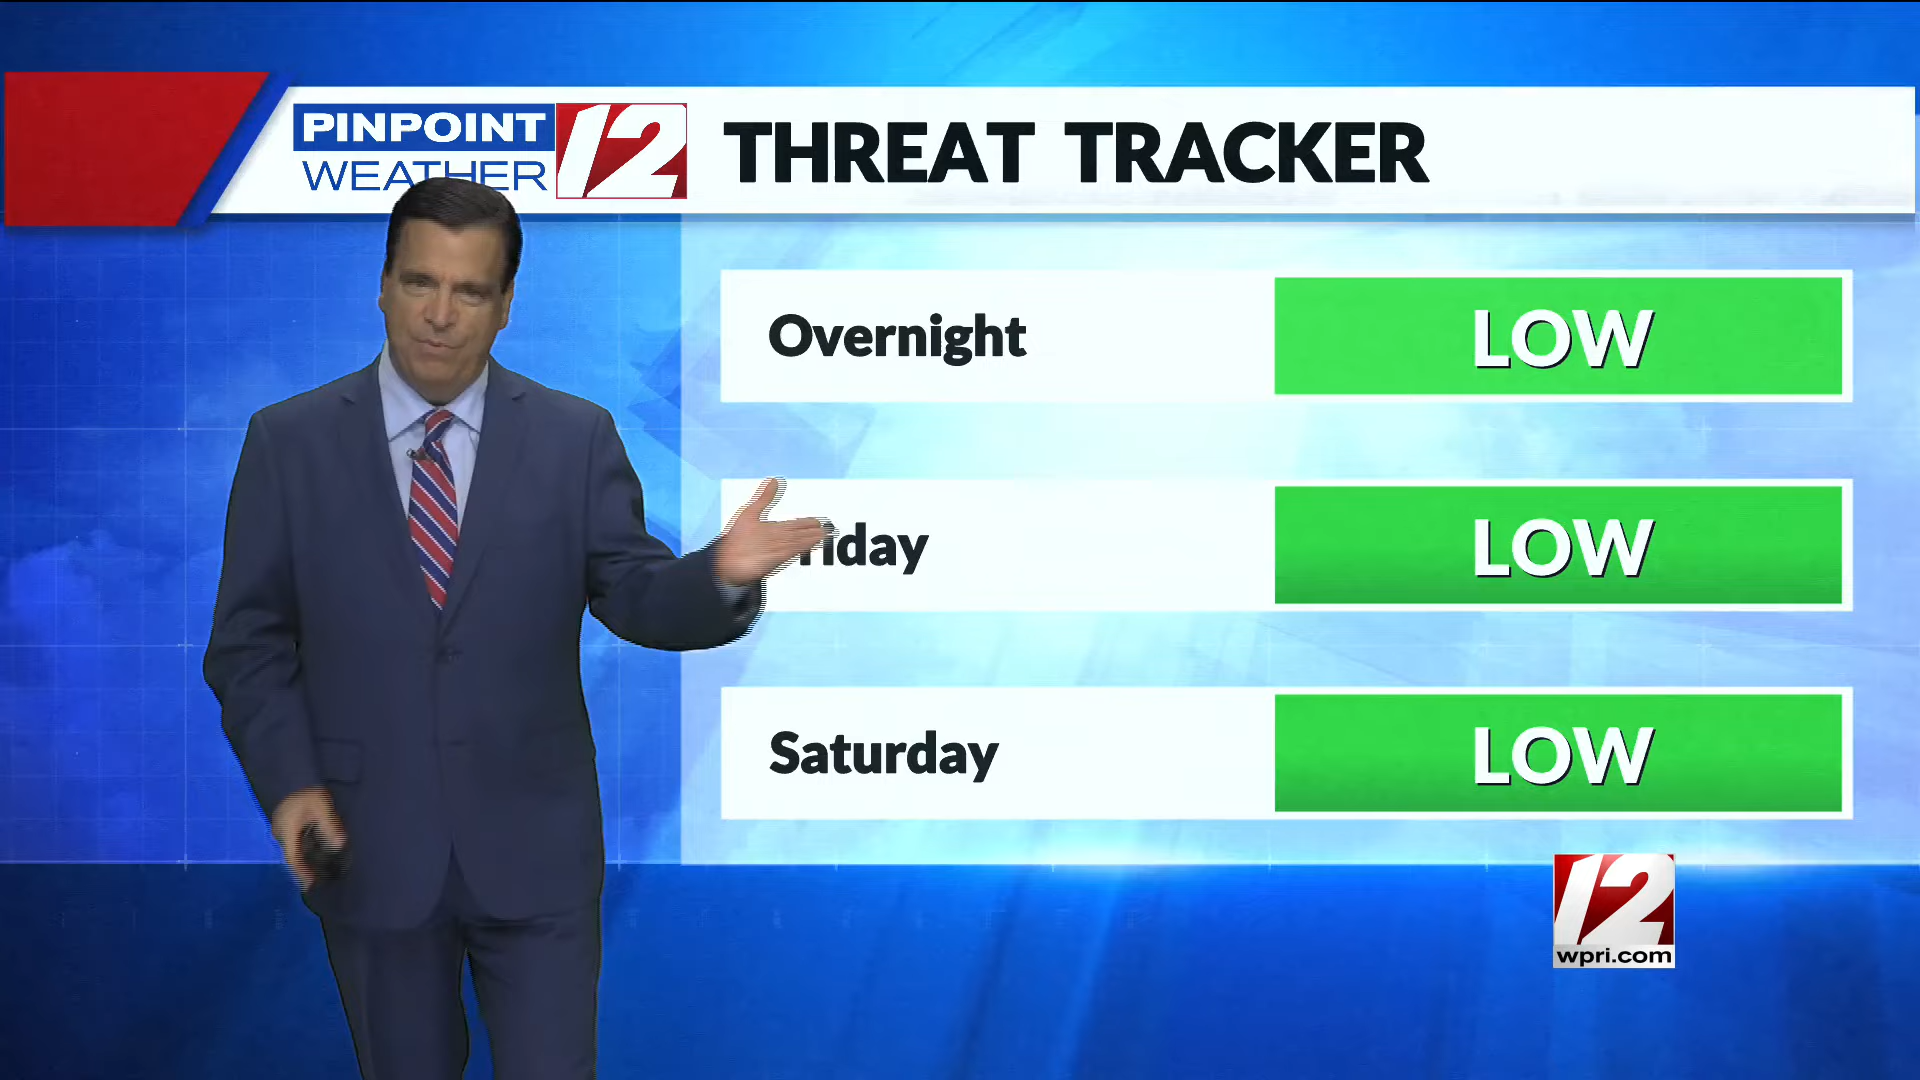 PINPOINT
WEATHER
12
THREAT TRACKER
Overnight
LOW
riday
LOW
Saturday
LOW
12
wpri.com